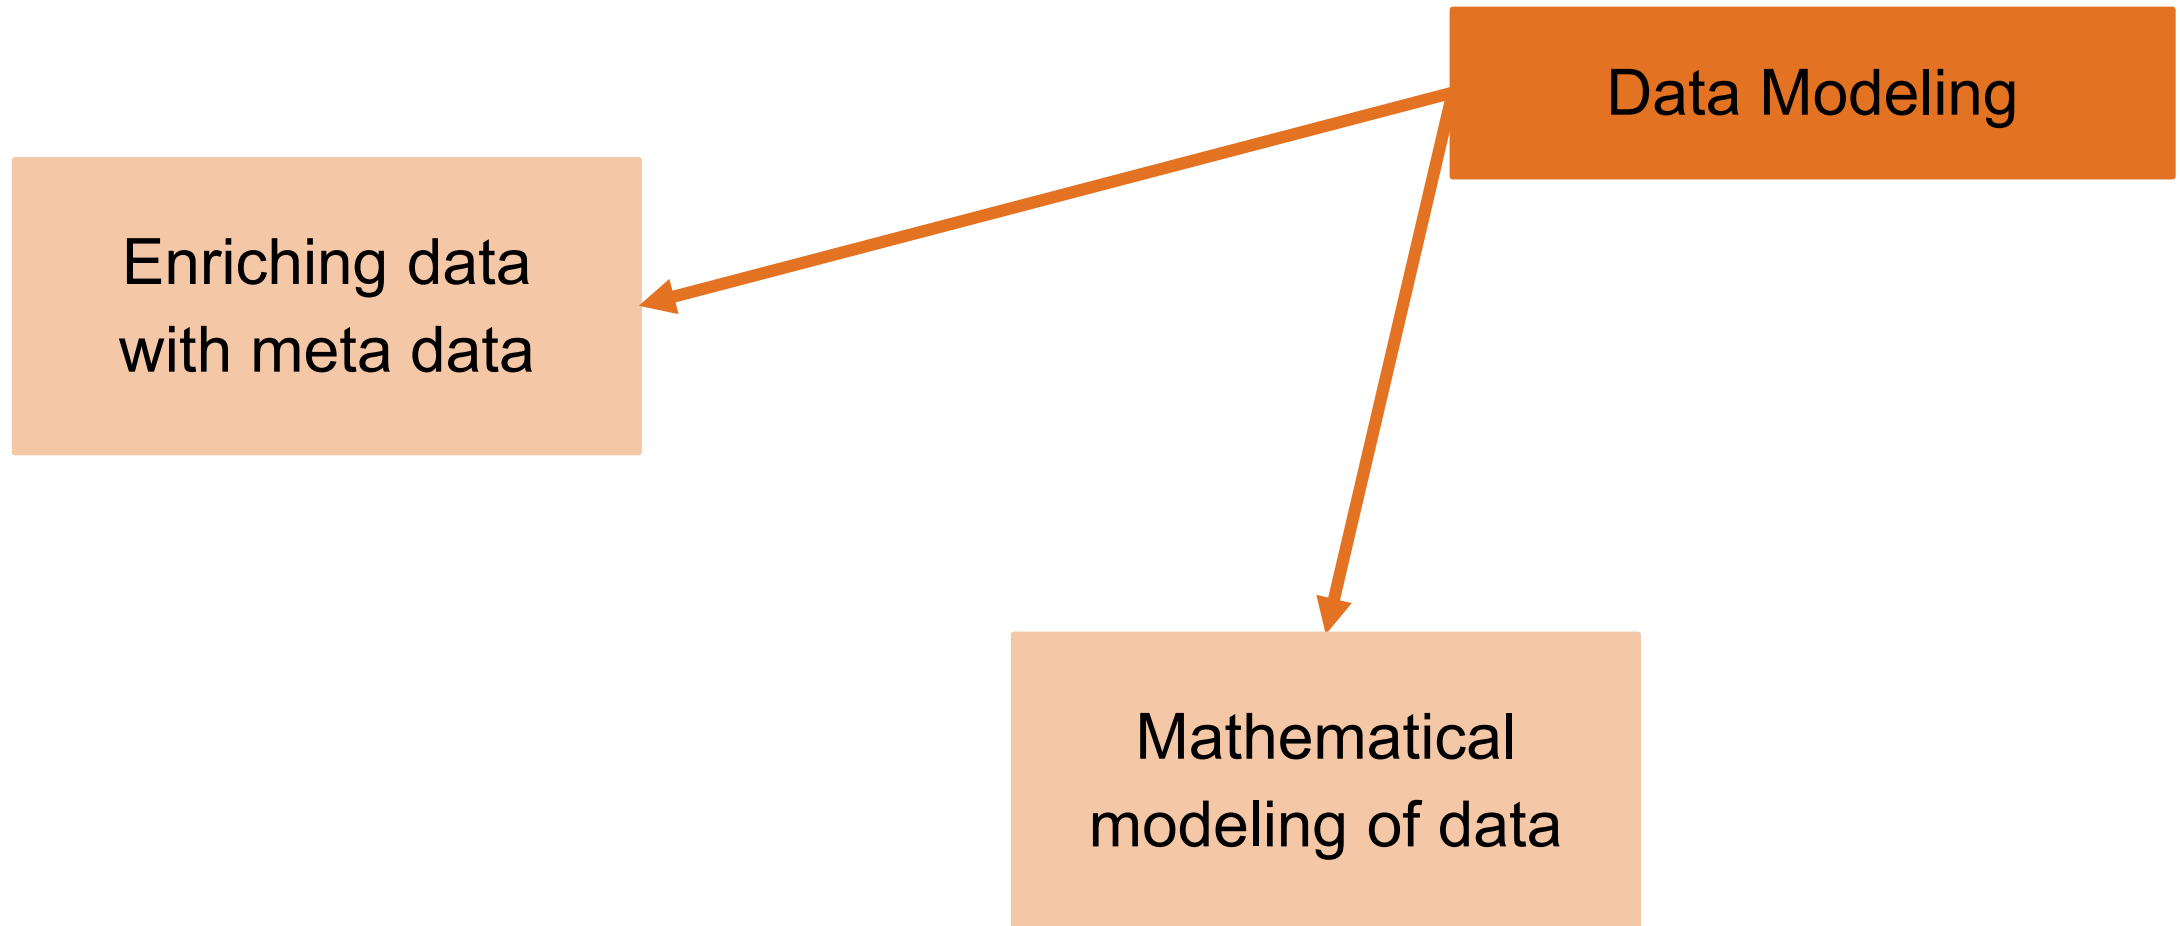 Data Modeling
Enriching data
with meta data
Mathematical
modeling of data